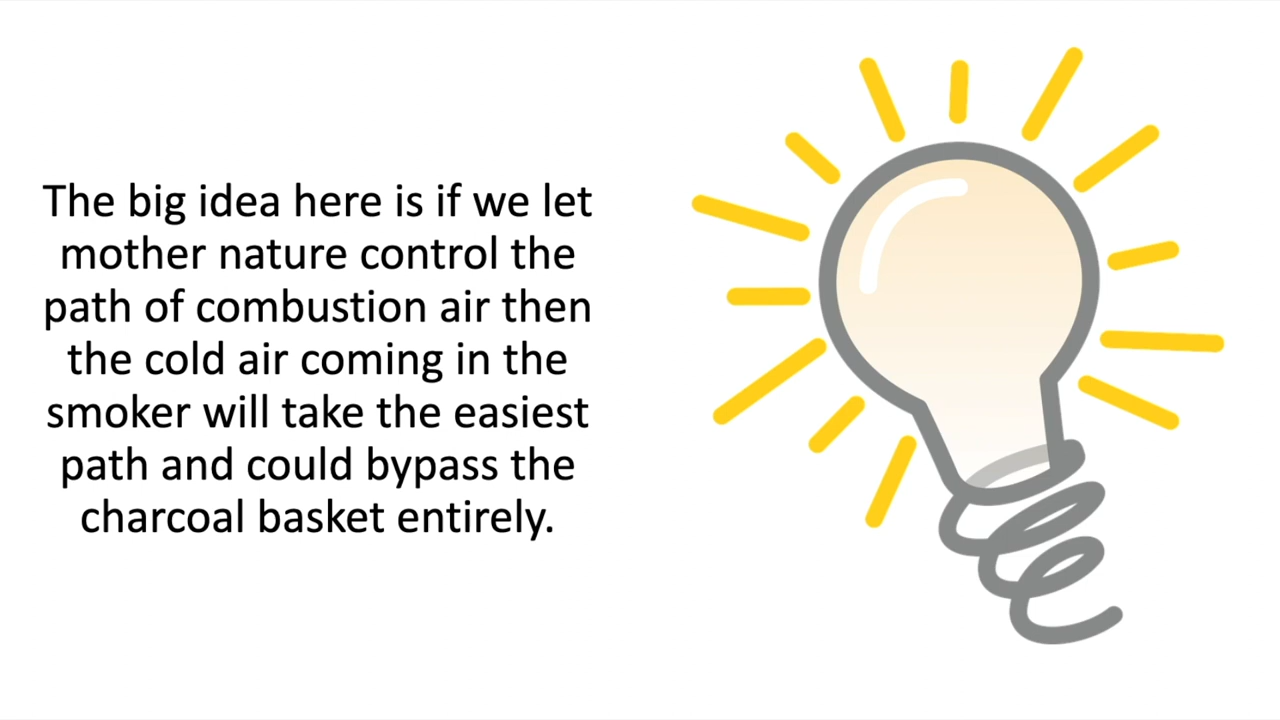 The big idea here is if we let
mother nature control the
path of combustion air then
the cold air coming in the
smoker will take the easiest
path and could bypass the
charcoal basket entirely.